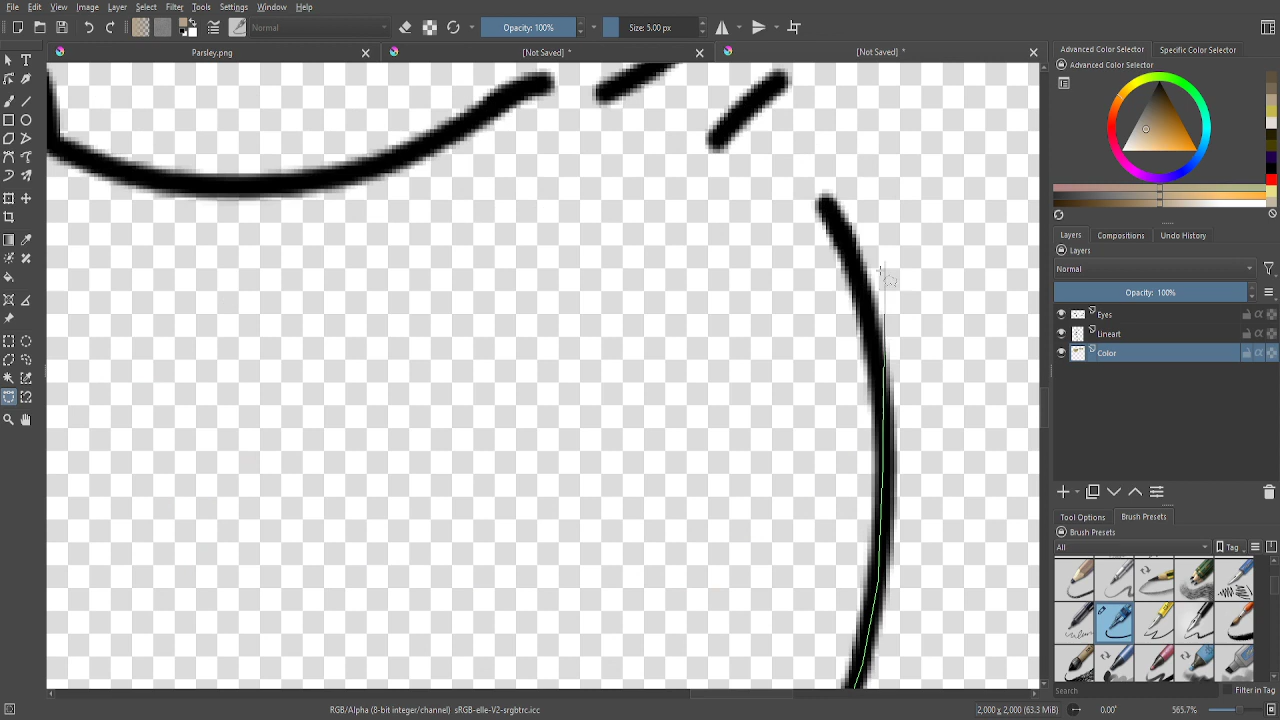 File Edit View Image Layer Select Filter Tools Settings Window Help
Normal Opacity: 100% Size: 5.00 px
Parsley.png [Not Saved] * [Not Saved] *
Advanced Color Selector Specific Color Selector
Advanced Color Selector
Layers Compositions Undo History
Layers
Normal
Opacity: 100%
Eyes
Lineart
Color
Tool Options Brush Presets
Brush Presets
All Tag
Search Filter in Tag
RGB/Alpha (8-bit integer/channel) sRGB-elle-V2-srgbtrc.icc 2,000 x 2,000 (63.3 MiB) 0.00° 565.7%